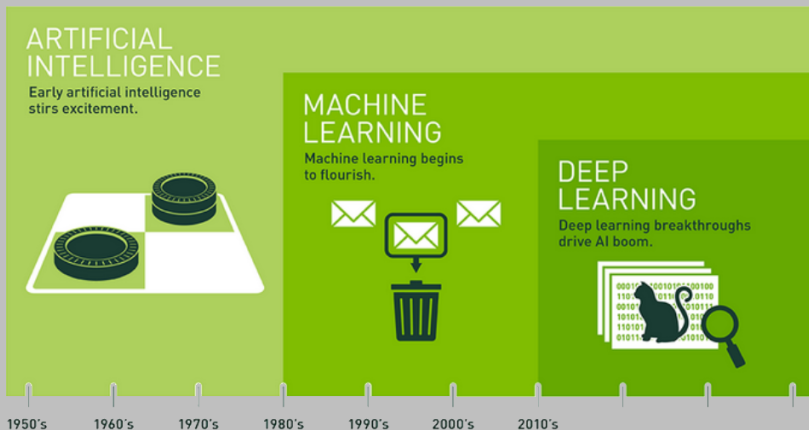 ARTIFICIAL
INTELLIGENCE
Early artificial intelligence
stirs excitement.
MACHINE
LEARNING
Machine learning begins
to flourish.
DEEP
LEARNING
Deep learning breakthroughs
drive AI boom.
1950's 1960's 1970's 1980's 1990's 2000's 2010's